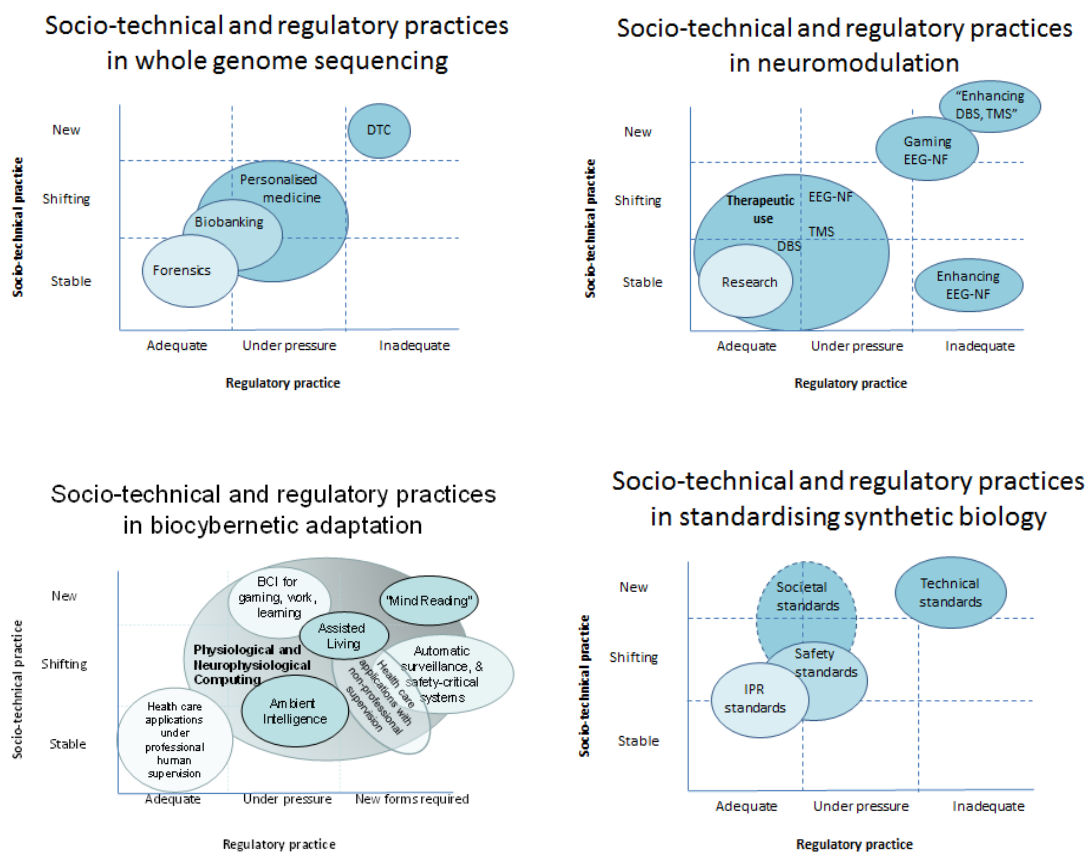 Socio-technical and regulatory practices
in whole genome sequencing
Socio-technical practice
New
Shifting
Stable
DTC
Personalised
medicine
Biobanking
Forensics
Adequate
Under pressure
Inadequate
Regulatory practice
Socio-technical and regulatory practices
in neuromodulation
Socio-technical practice
New
Shifting
Stable
"Enhancing
DBS, TMS"
Gaming
EEG-NF
Therapeutic
use
EEG-NF
TMS
DBS
Research
Enhancing
EEG-NF
Adequate
Under pressure
Inadequate
Regulatory practice
Socio-technical and regulatory practices
in biocybernetic adaptation
Socio-technical practice
New
Shifting
Stable
BCI for
gaming, work,
learning
"Mind Reading"
Assisted
Living
Physiological and
Neurophysiological
Computing
Automatic
surveillance, &
safety-critical
systems
Health care
applications with
non-professional
supervision
Ambient
Intelligence
Health care
applications
under
professional
human
supervision
Adequate
Under pressure
New forms required
Regulatory practice
Socio-technical and regulatory practices
in standardising synthetic biology
Socio-technical practice
New
Shifting
Stable
Societal
standards
Technical
standards
Safety
standards
IPR
standards
Adequate
Under pressure
Inadequate
Regulatory practice